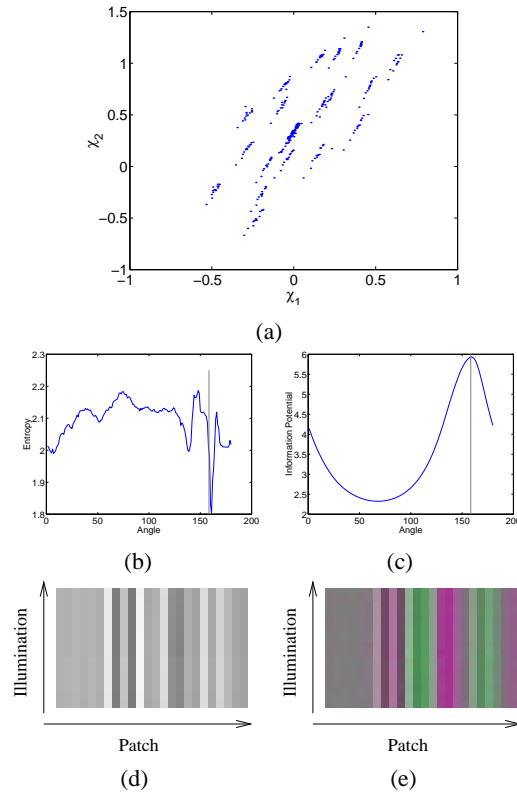 1.5
1
0.5
0
−0.5
−1
χ2
−1 −0.5 0 0.5 1
χ1
(a)
2.3
2.2
2.1
2
1.9
1.8
Entropy
0 50 100 150 200
Angle
(b)
6
5.5
5
4.5
4
3.5
3
2.5
2
Information Potential
0 50 100 150 200
Angle
(c)
Illumination
Patch
(d)
Illumination
Patch
(e)